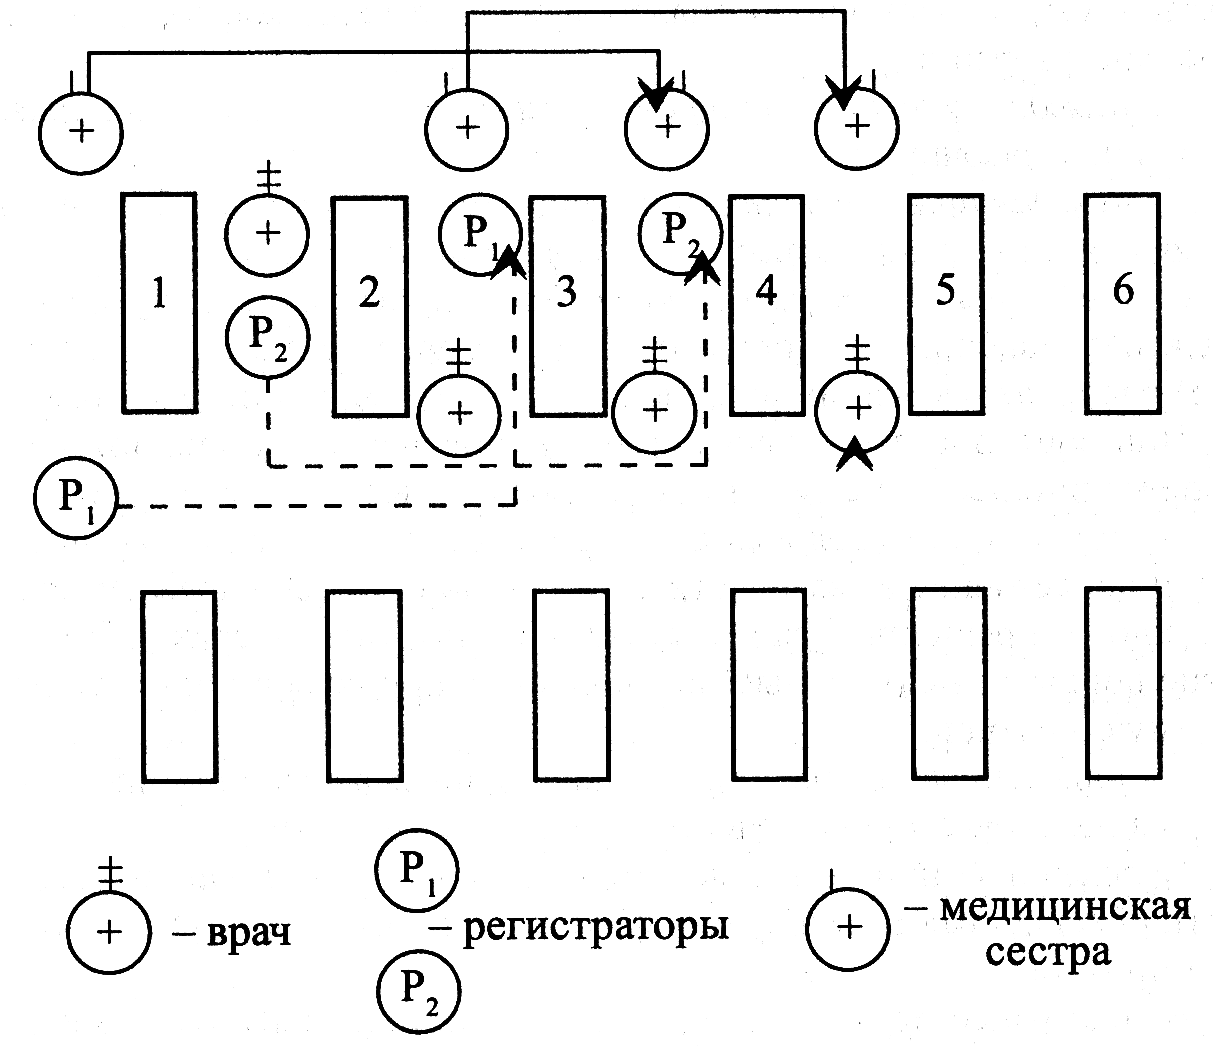 + + + +
+ P1 P2
1 2 3 4 5 6
P2
+ + +
P1
P1
+ – врач – регистраторы + – медицинская
сестра
P2